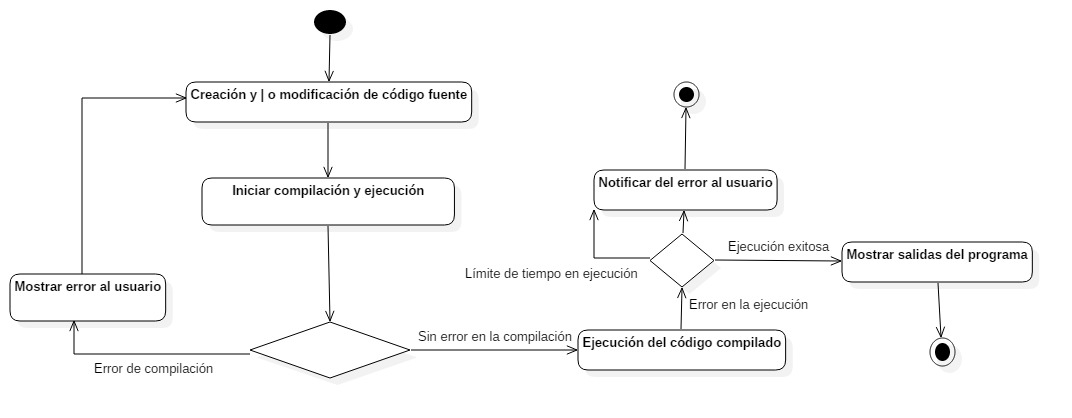 Creación y | o modificación de código fuente
Iniciar compilación y ejecución
Notificar del error al usuario
Ejecución exitosa
Mostrar salidas del programa
Límite de tiempo en ejecución
Mostrar error al usuario
Error en la ejecución
Sin error en la compilación
Ejecución del código compilado
Error de compilación